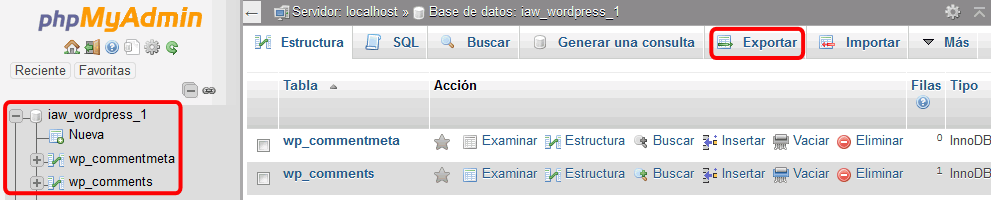 phpMyAdmin
Reciente Favoritas
iaw_wordpress_1
Nueva
wp_commentmeta
wp_comments
Servidor: localhost » Base de datos: iaw_wordpress_1
Estructura SQL Buscar Generar una consulta Exportar Importar Más
Tabla Acción Filas Tipo
wp_commentmeta Examinar Estructura Buscar Insertar Vaciar Eliminar 0 InnoDB
wp_comments Examinar Estructura Buscar Insertar Vaciar Eliminar 1 InnoDB